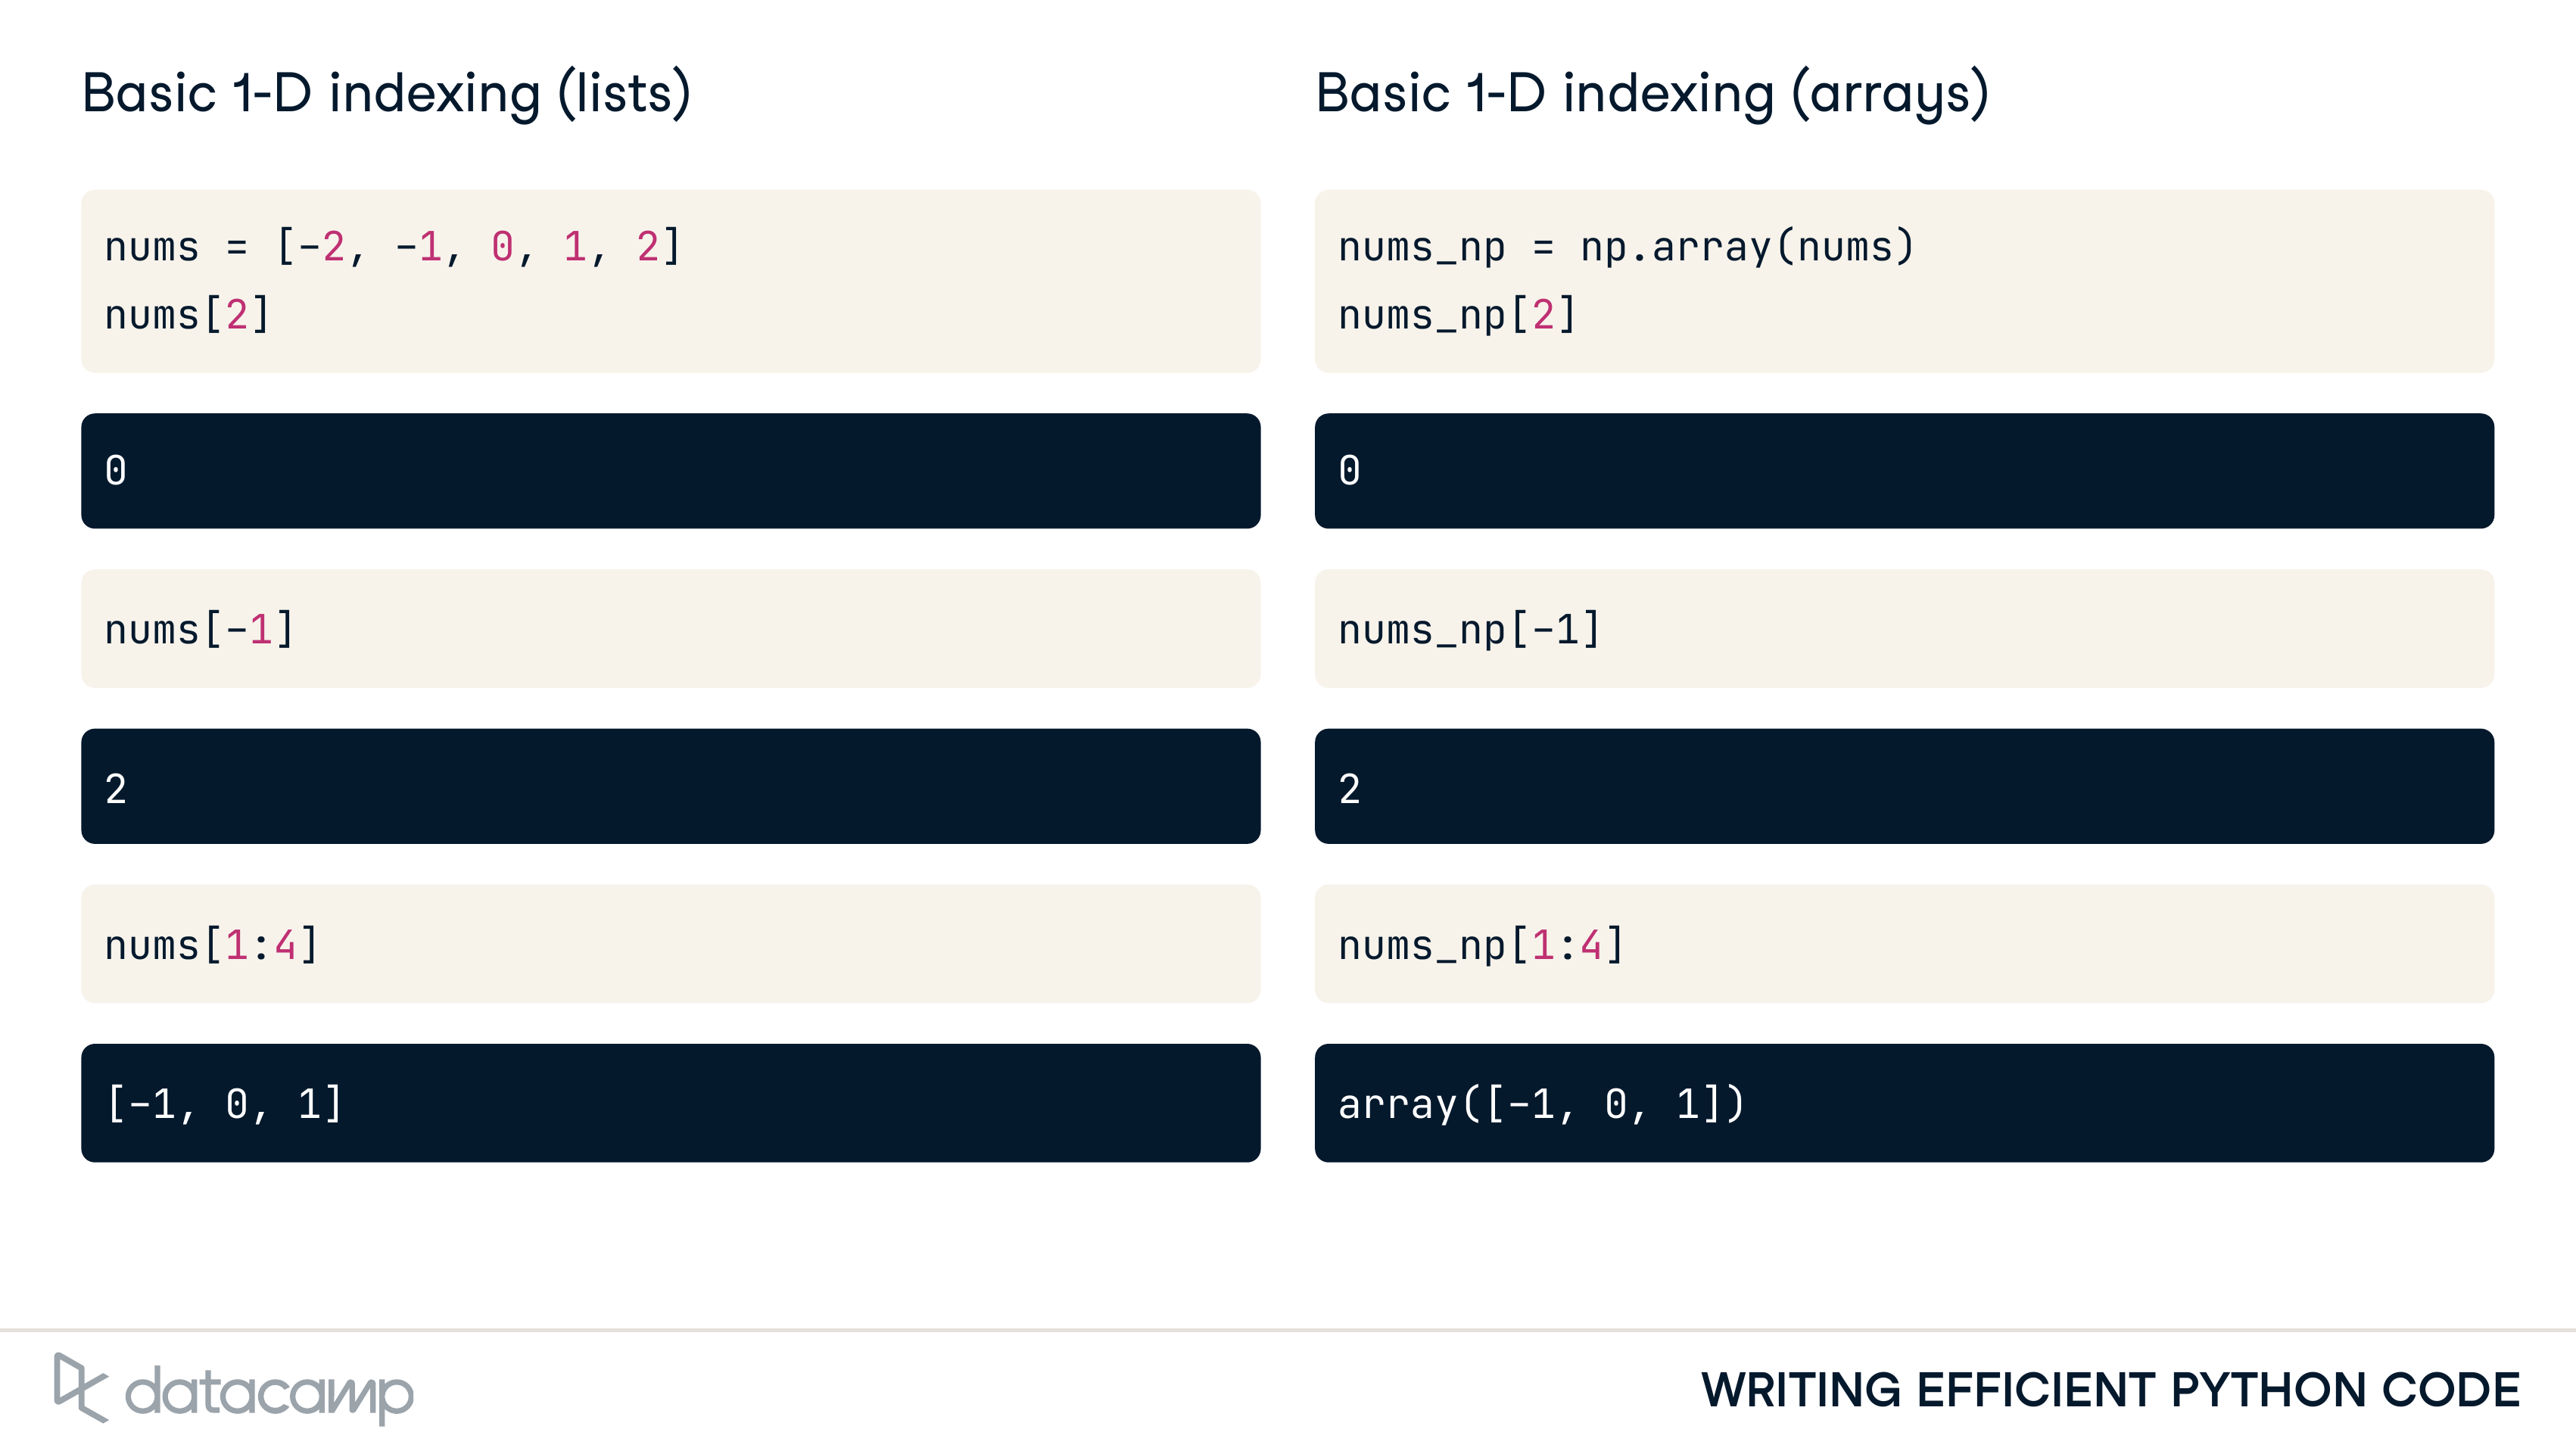 Basic 1-D indexing (lists)
nums = [-2, -1, 0, 1, 2]
nums[2]
0
nums[-1]
2
nums[1:4]
[-1, 0, 1]
Basic 1-D indexing (arrays)
nums_np = np.array(nums)
nums_np[2]
0
nums_np[-1]
2
nums_np[1:4]
array([-1, 0, 1])
datacamp
WRITING EFFICIENT PYTHON CODE